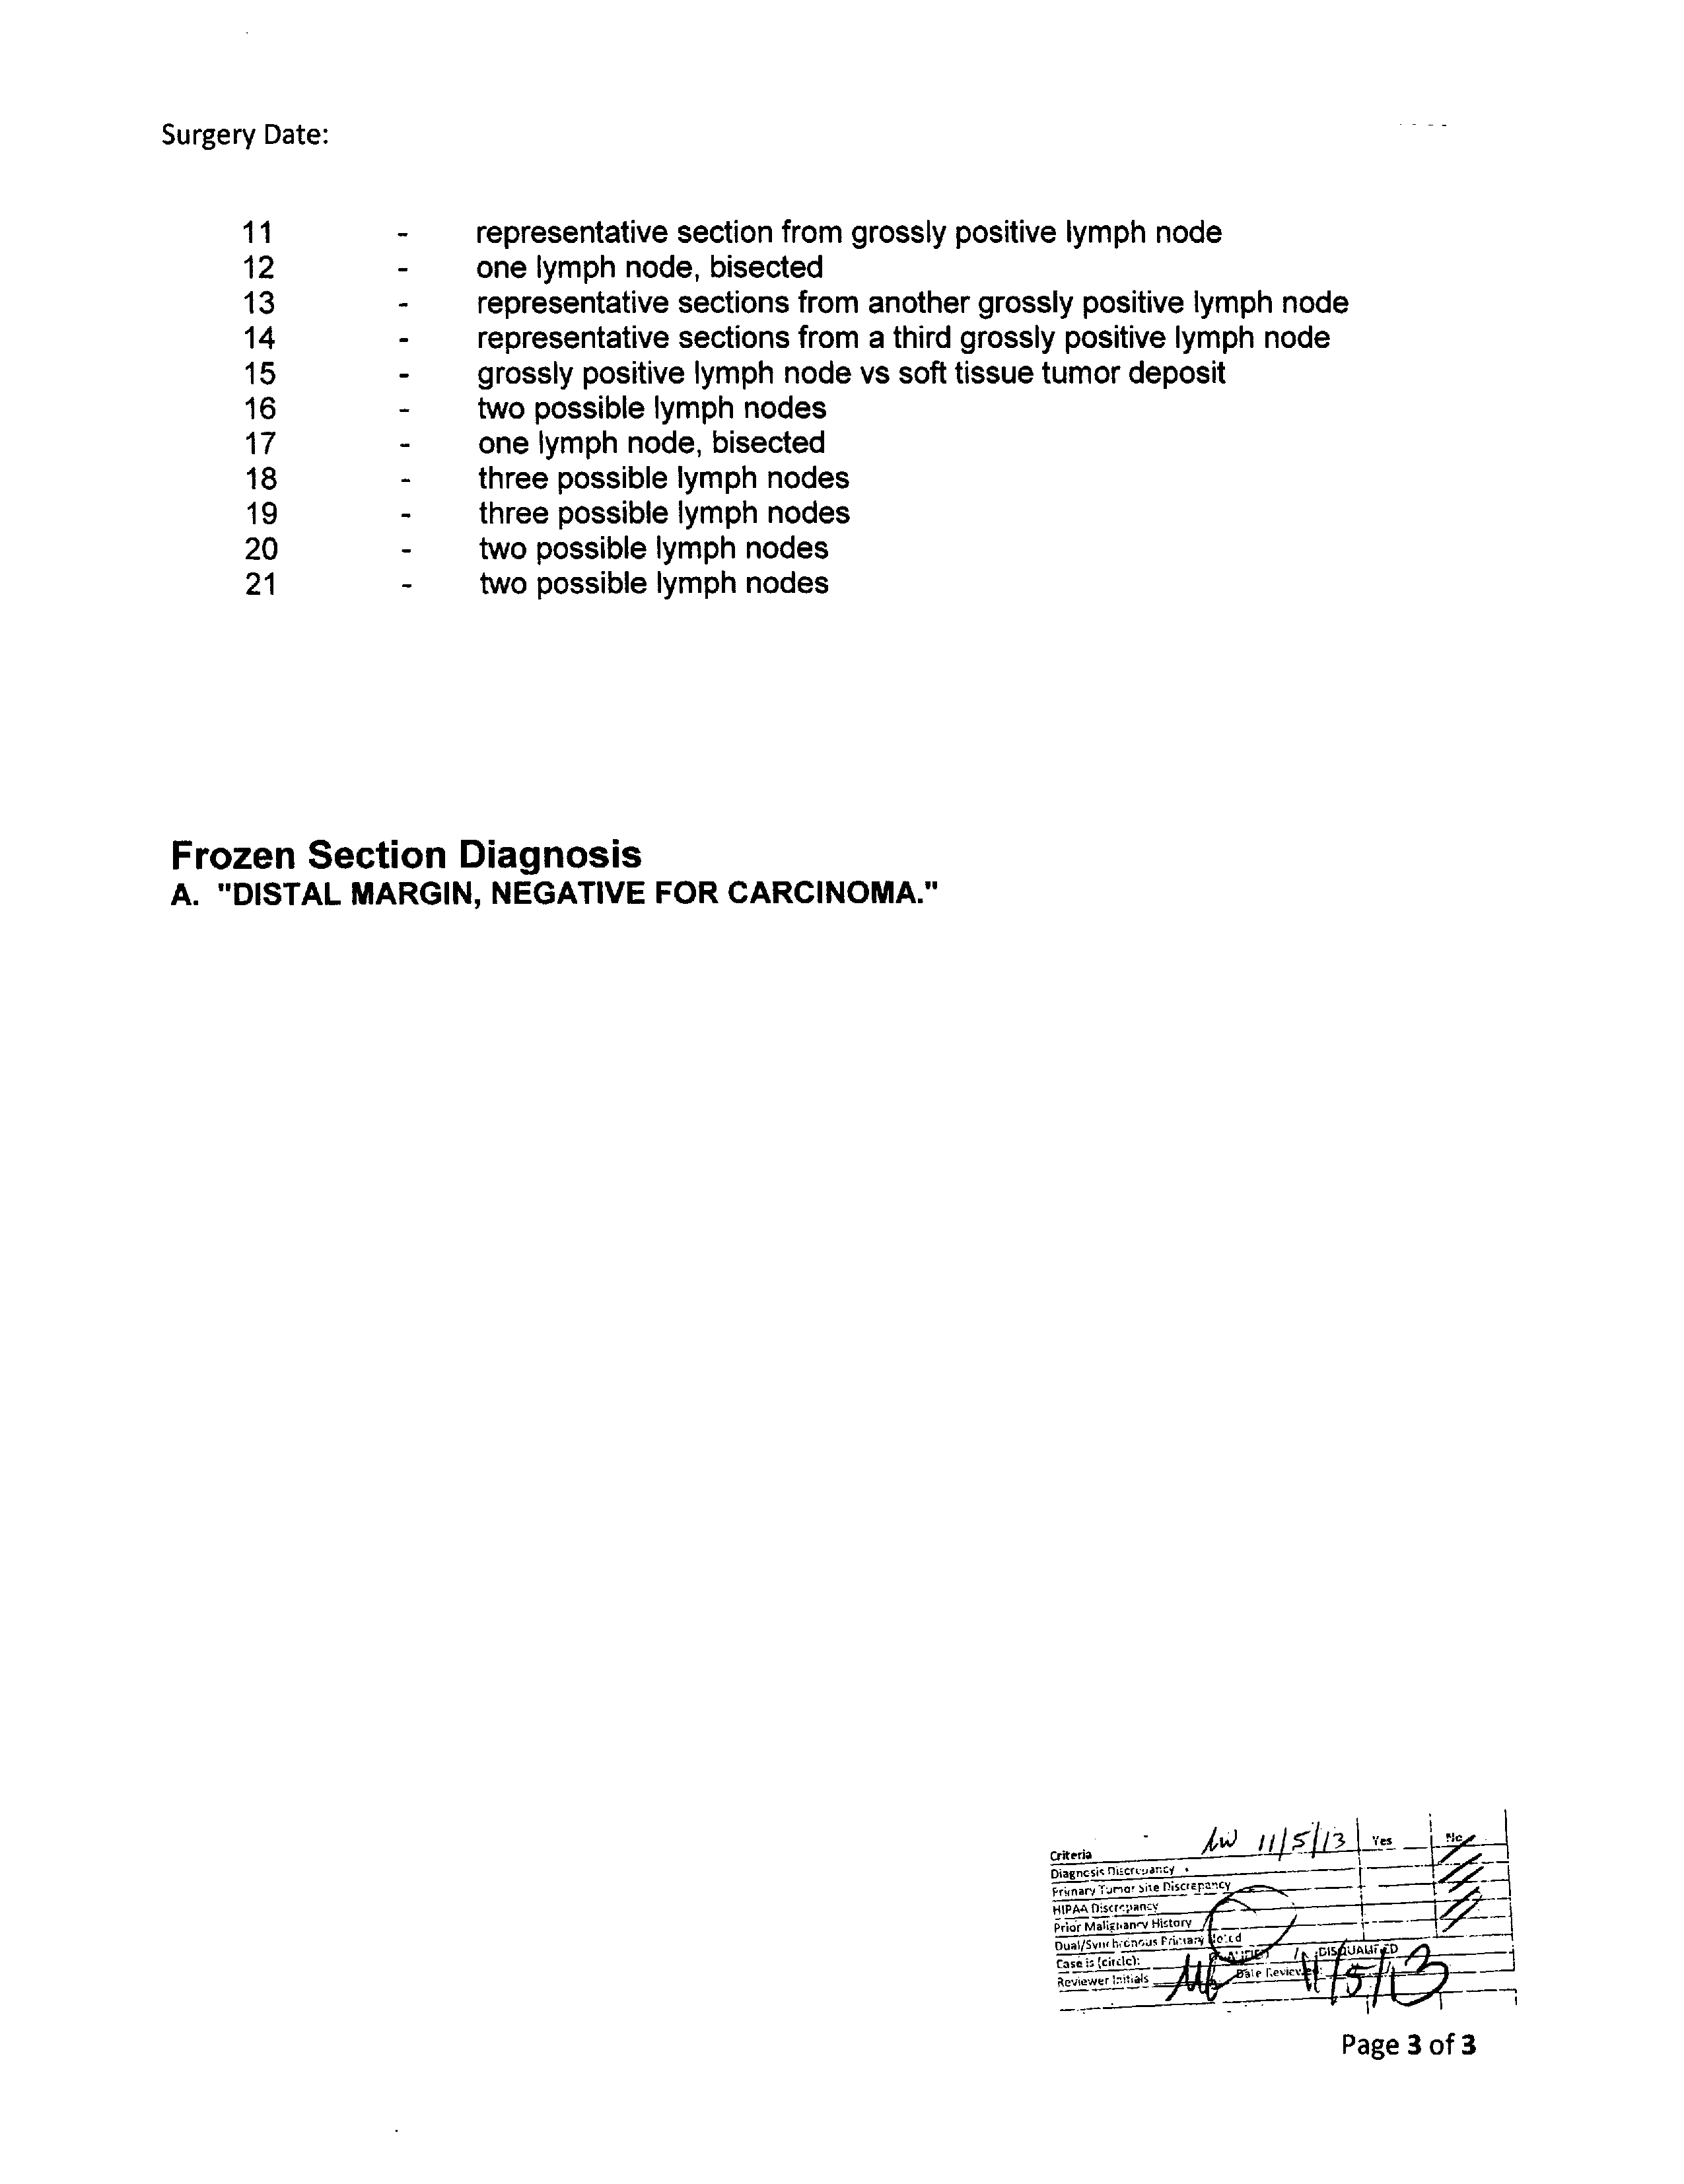 Surgery Date:
11 - representative section from grossly positive lymph node
12 - one lymph node, bisected
13 - representative sections from another grossly positive lymph node
14 - representative sections from a third grossly positive lymph node
15 - grossly positive lymph node vs soft tissue tumor deposit
16 - two possible lymph nodes
17 - one lymph node, bisected
18 - three possible lymph nodes
19 - three possible lymph nodes
20 - two possible lymph nodes
21 - two possible lymph nodes
Frozen Section Diagnosis
A. "DISTAL MARGIN, NEGATIVE FOR CARCINOMA."
Criteria 11/5/13 Yes No
Diagnosis Discrepancy
Primary Tumor Site Discrepancy
HIPAA Discrepancy
Prior Malignancy History
Dual/Synchronous Primary Noted
Case is (circle): / DISQUALIFIED
Reviewer Initials Date Reviewed: 11/5/13
Page 3 of 3